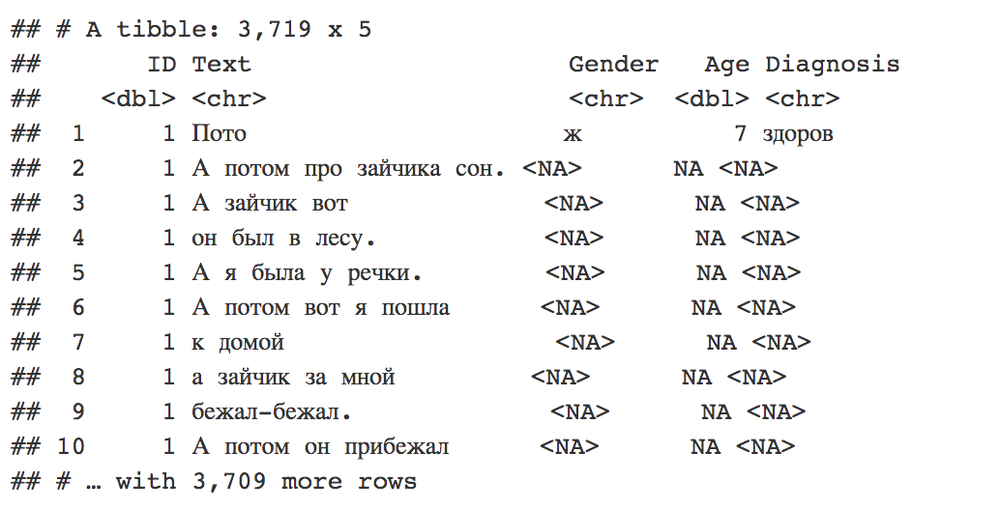 ## # A tibble: 3,719 x 5
##       ID Text                     Gender   Age Diagnosis
##    <dbl> <chr>                    <chr>  <dbl> <chr>
##  1     1 Пото                     ж          7 здоров
##  2     1 А потом про зайчика сон. <NA>      NA <NA>
##  3     1 А зайчик вот             <NA>      NA <NA>
##  4     1 он был в лесу.           <NA>      NA <NA>
##  5     1 А я была у речки.        <NA>      NA <NA>
##  6     1 А потом вот я пошла      <NA>      NA <NA>
##  7     1 к домой                  <NA>      NA <NA>
##  8     1 а зайчик за мной         <NA>      NA <NA>
##  9     1 бежал-бежал.             <NA>      NA <NA>
## 10     1 А потом он прибежал      <NA>      NA <NA>
## # … with 3,709 more rows